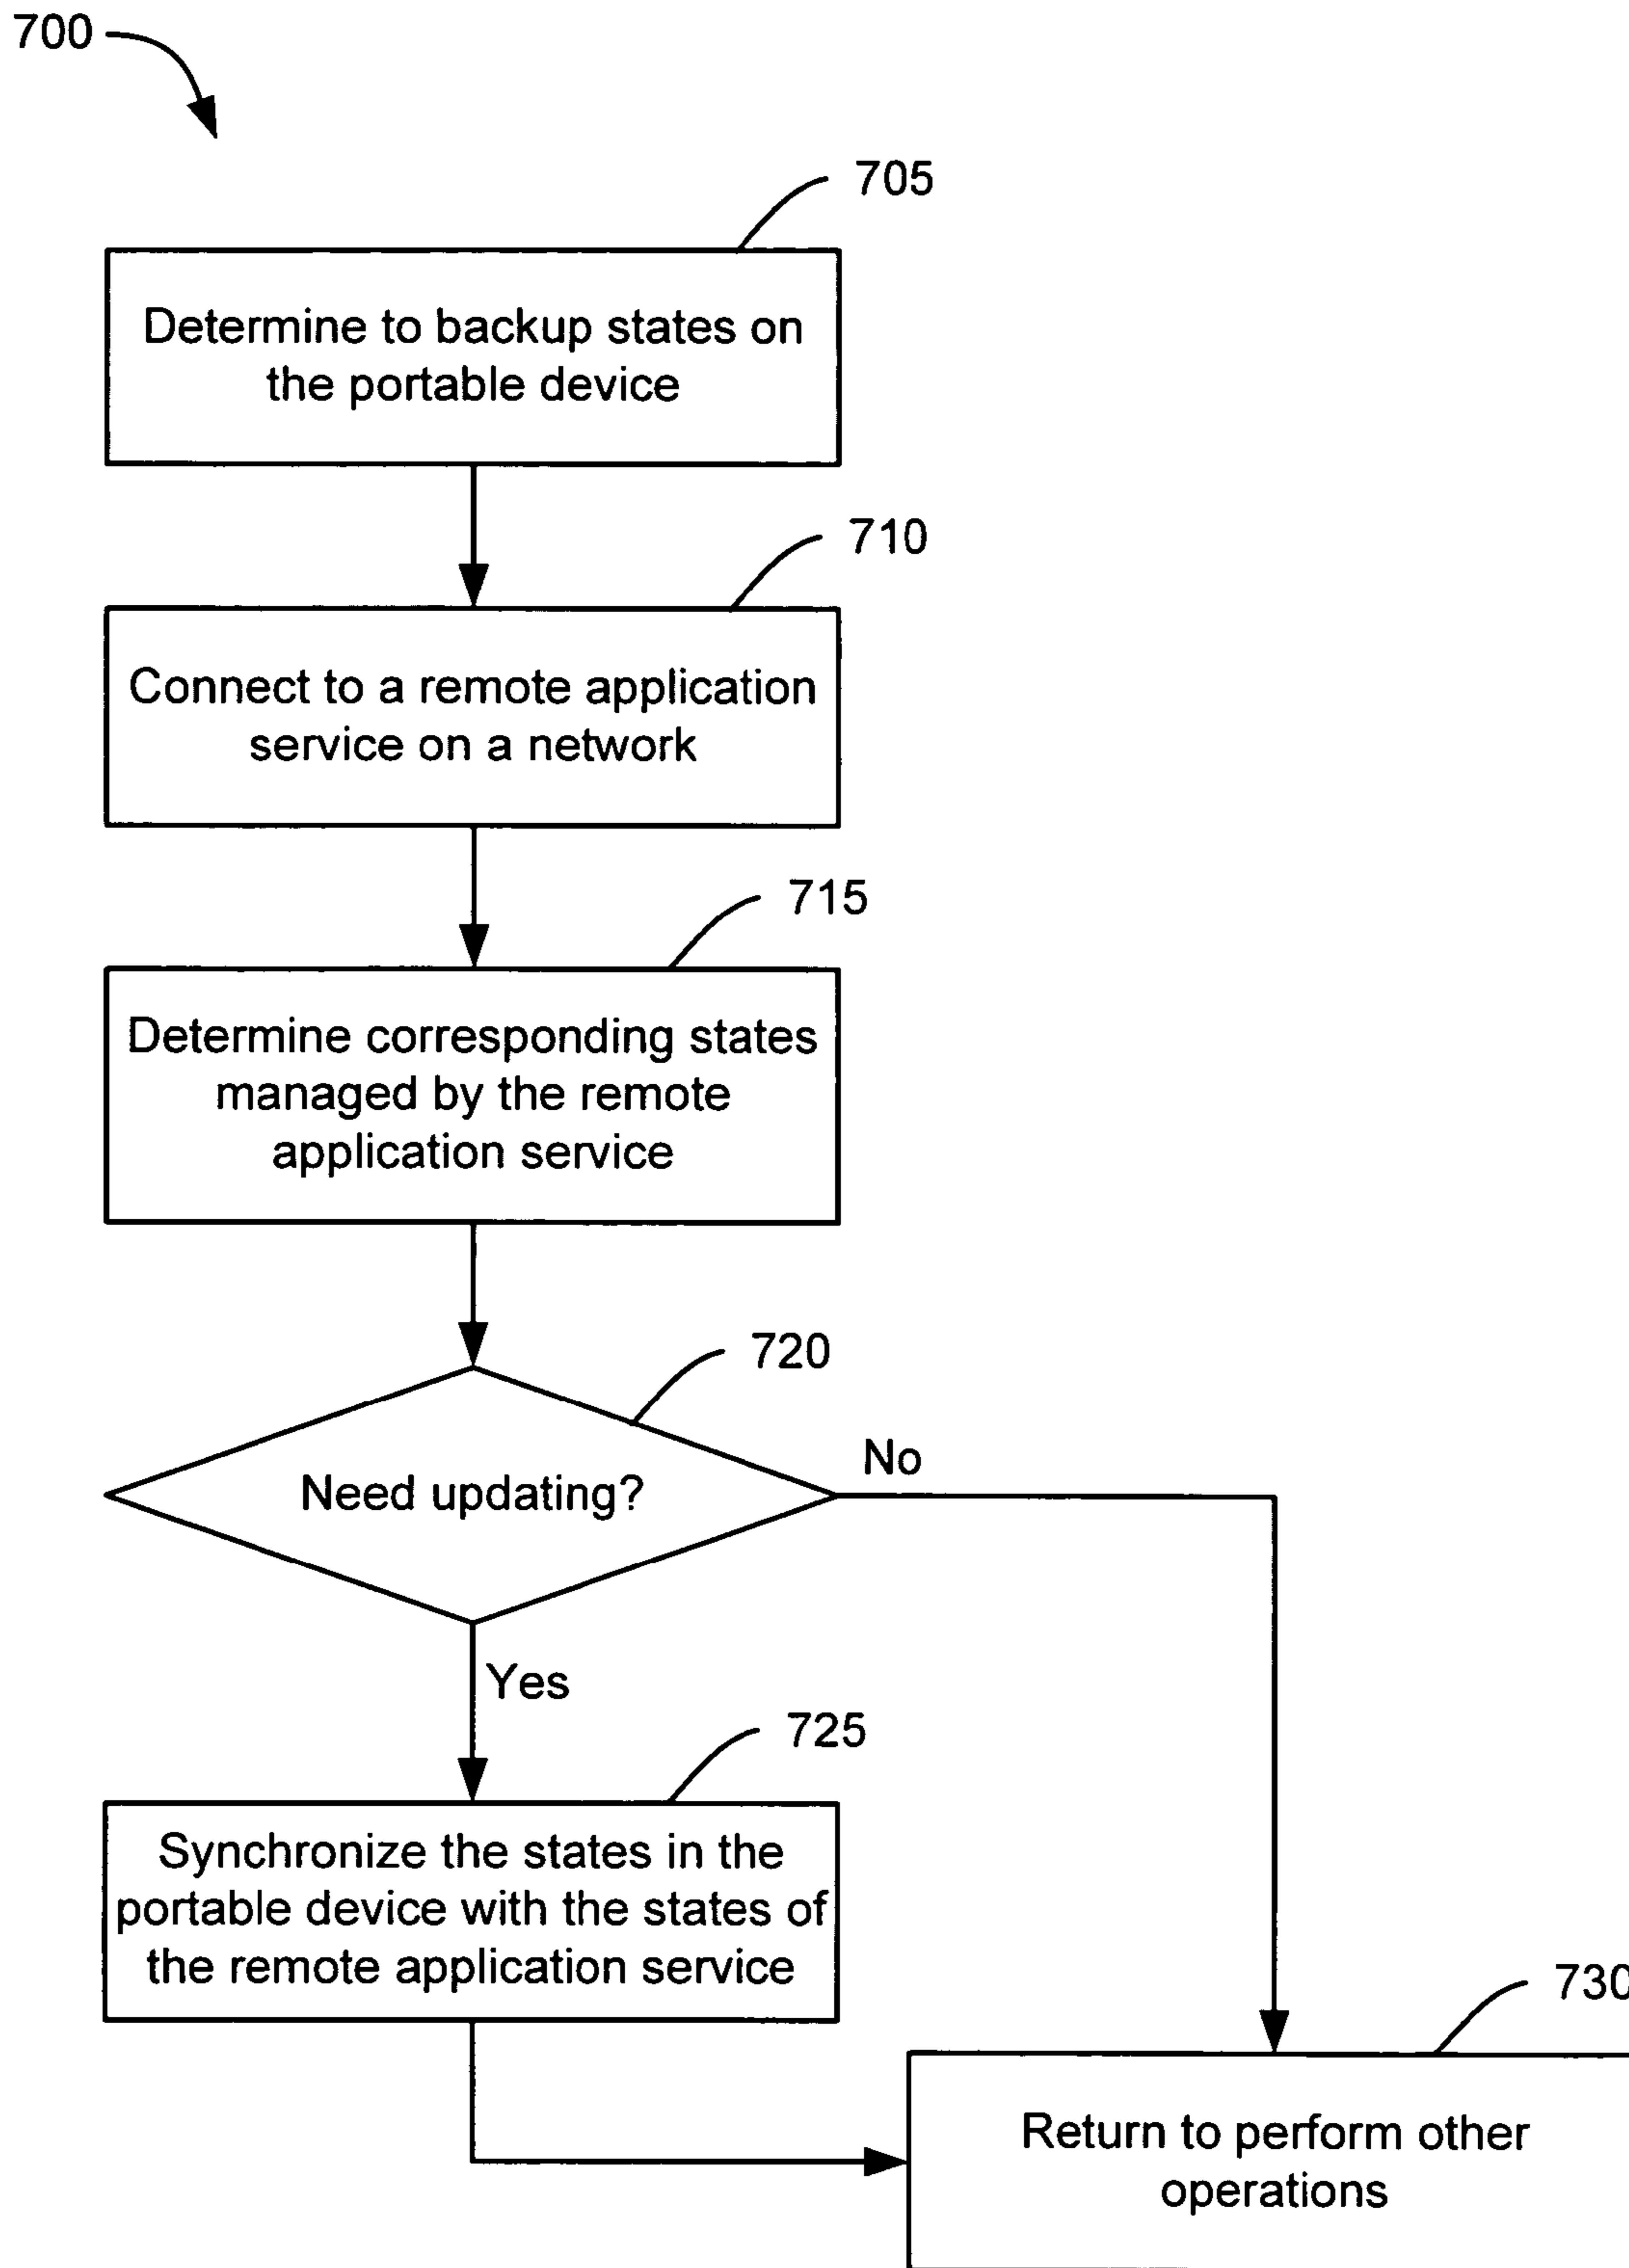 700
705
Determine to backup states on
the portable device
710
Connect to a remote application
service on a network
715
Determine corresponding states
managed by the remote
application service
720
Need updating?
No
Yes
725
Synchronize the states in the
portable device with the states of
the remote application service
730
Return to perform other
operations